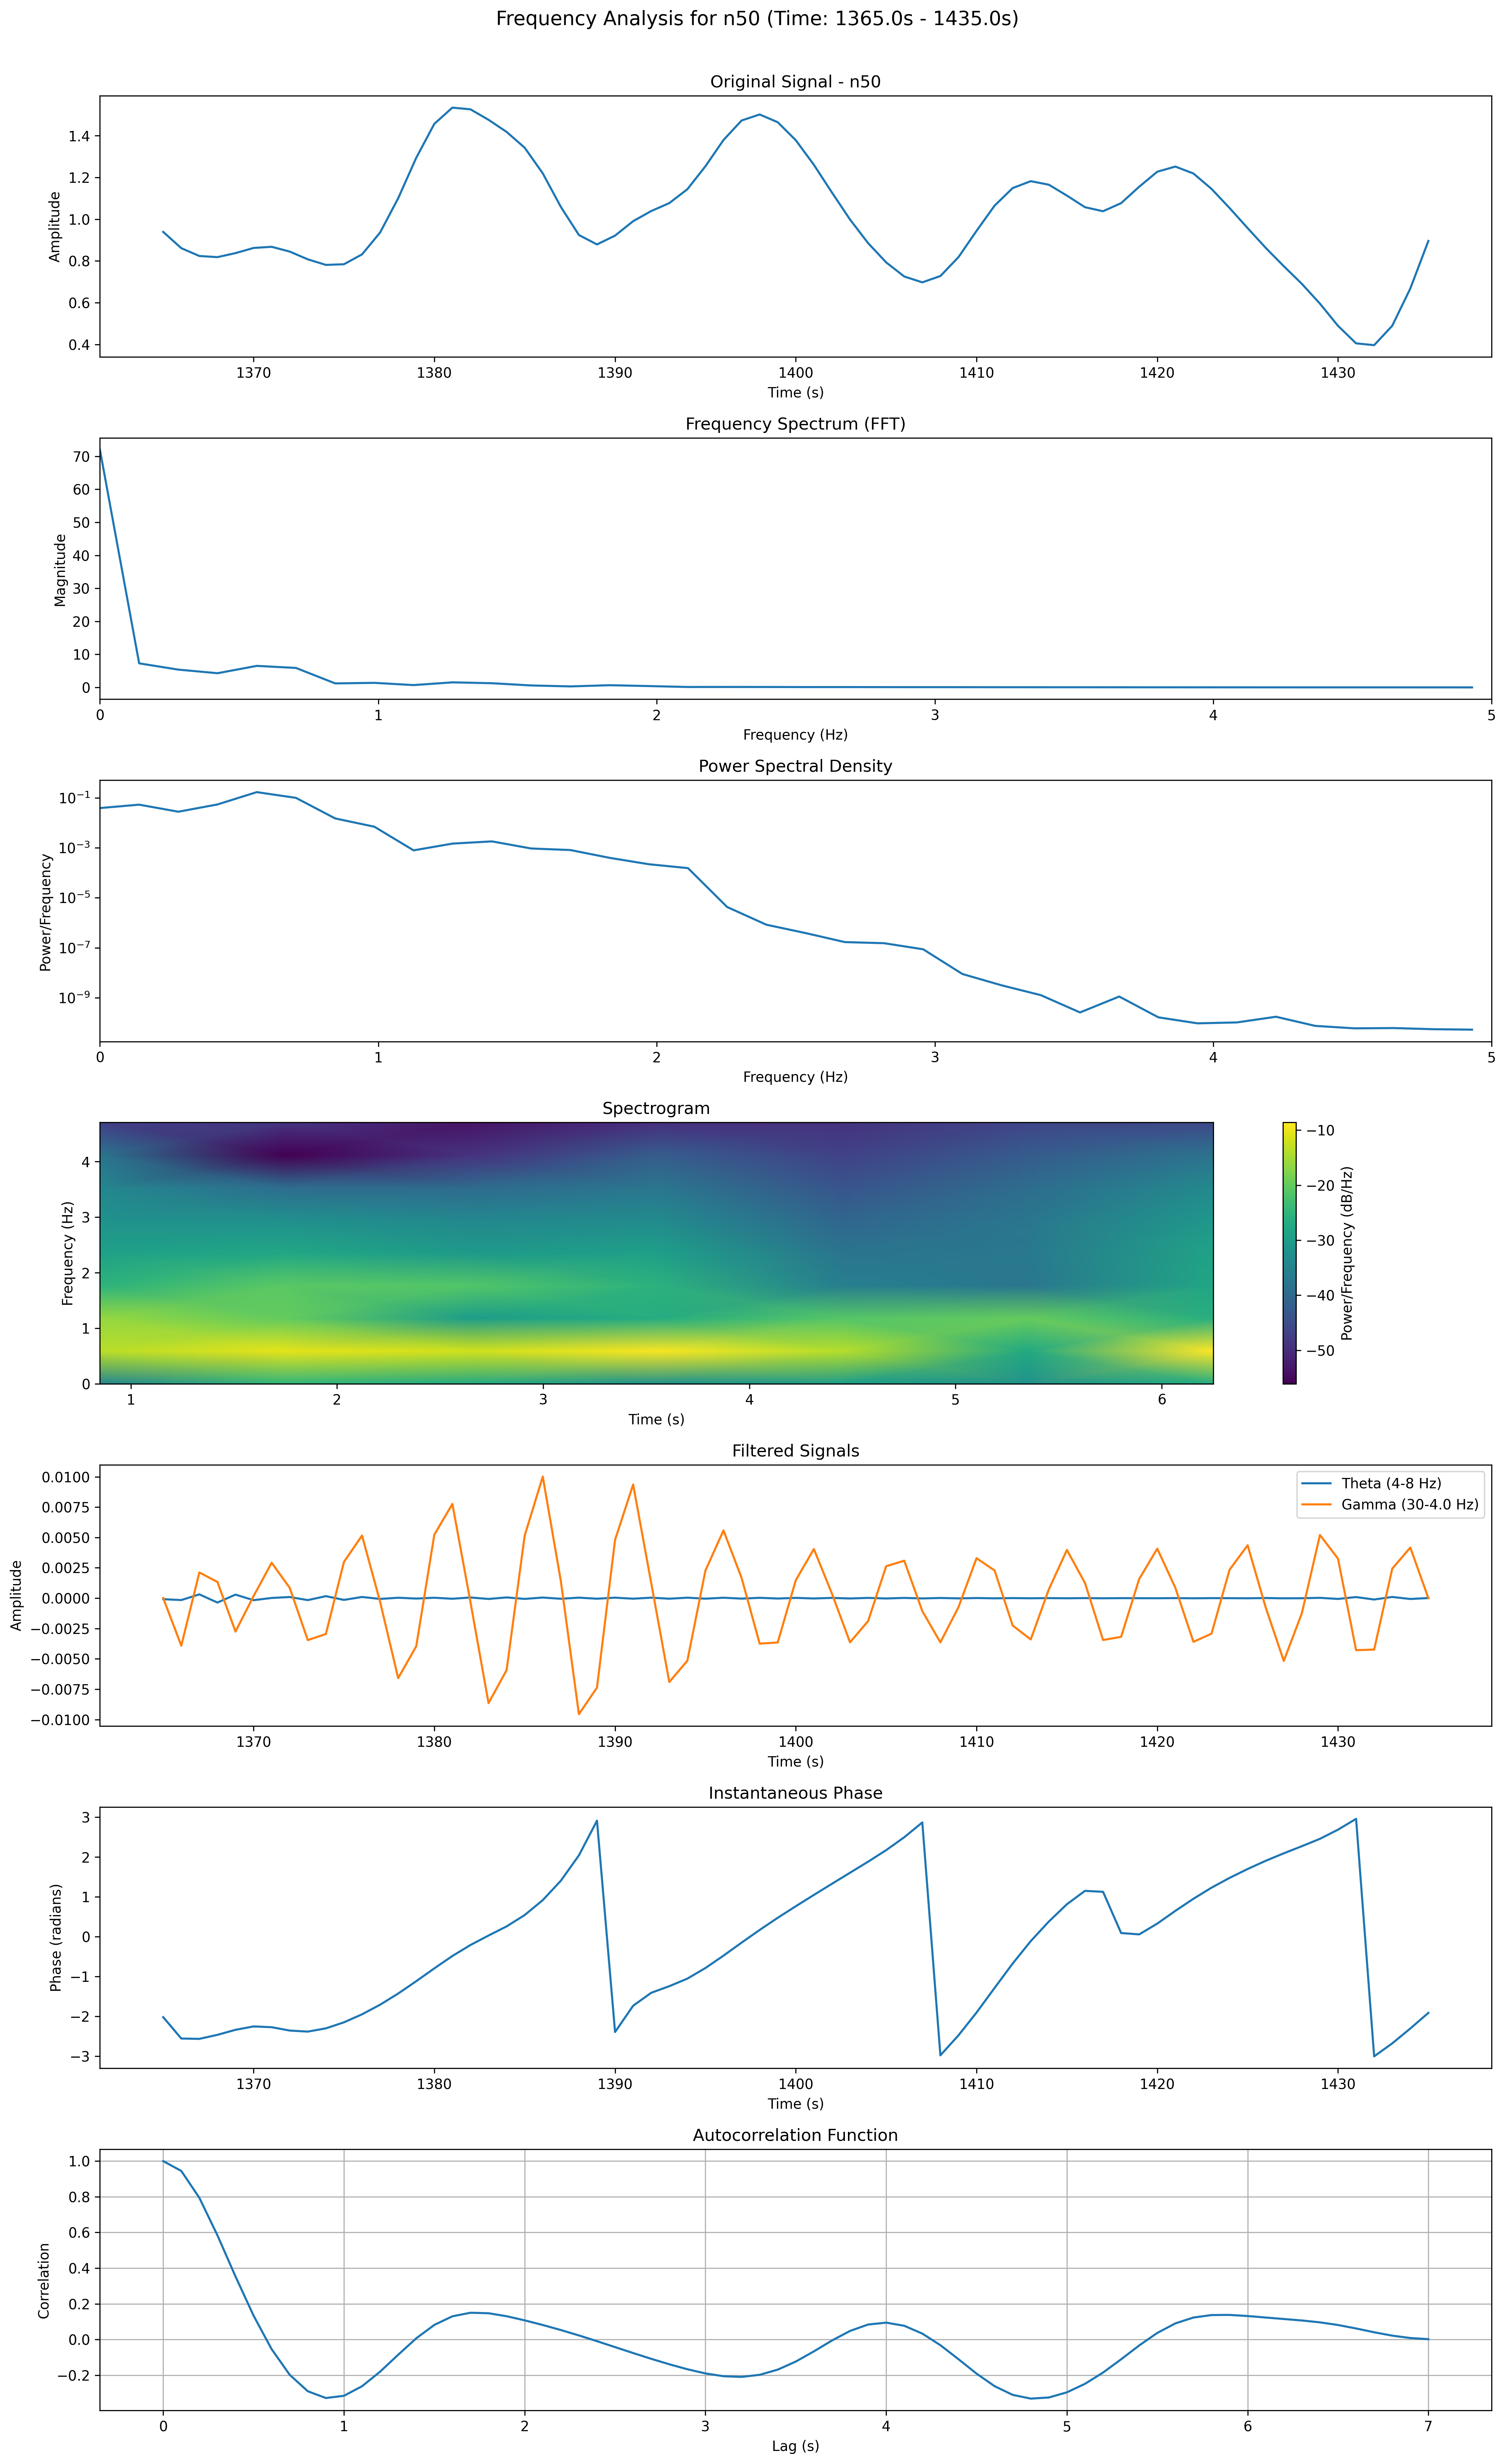 Frequency Analysis for n50 (Time: 1365.0s - 1435.0s)
Original Signal - n50
Amplitude
1.4
1.2
1.0
0.8
0.6
0.4
1370 1380 1390 1400 1410 1420 1430
Time (s)
Frequency Spectrum (FFT)
Magnitude
70
60
50
40
30
20
10
0
0 1 2 3 4 5
Frequency (Hz)
Power Spectral Density
Power/Frequency
10⁻¹
10⁻³
10⁻⁵
10⁻⁷
10⁻⁹
0 1 2 3 4 5
Frequency (Hz)
Spectrogram
Frequency (Hz)
4
3
2
1
0
1 2 3 4 5 6
Time (s)
−10
−20
−30
−40
−50
Power/Frequency (dB/Hz)
Filtered Signals
Amplitude
0.0100
0.0075
0.0050
0.0025
0.0000
−0.0025
−0.0050
−0.0075
−0.0100
Theta (4-8 Hz)
Gamma (30-4.0 Hz)
1370 1380 1390 1400 1410 1420 1430
Time (s)
Instantaneous Phase
Phase (radians)
3
2
1
0
−1
−2
−3
1370 1380 1390 1400 1410 1420 1430
Time (s)
Autocorrelation Function
Correlation
1.0
0.8
0.6
0.4
0.2
0.0
−0.2
0 1 2 3 4 5 6 7
Lag (s)